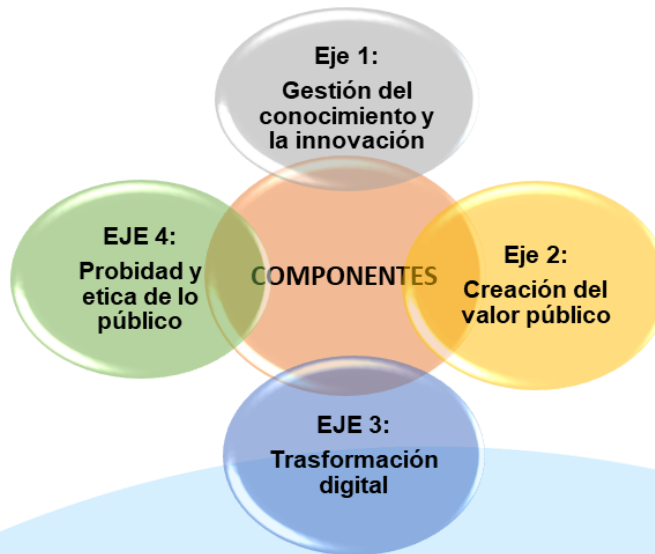 Eje 1:
Gestión del
conocimiento y
la innovación
EJE 4:
Probidad y
etica de lo
público
COMPONENTES
Eje 2:
Creación del
valor público
EJE 3:
Trasformación
digital